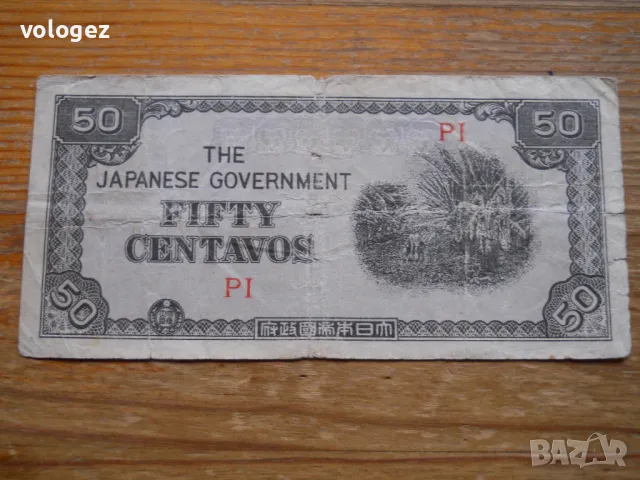 vologez
50
50
PI
THE
JAPANESE GOVERNMENT
FIFTY
CENTAVOS
PI
50
50
府政國帝本日大
BAZAR